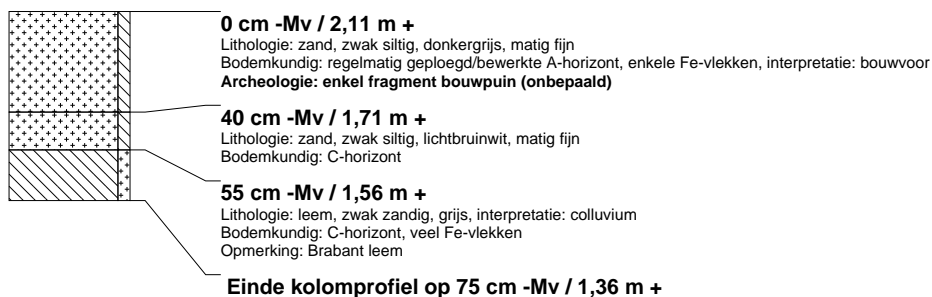 0 cm -Mv / 2,11 m +
Lithologie: zand, zwak siltig, donkergrijs, matig fijn
Bodemkundig: regelmatig geploegd/bewerkte A-horizont, enkele Fe-vlekken, interpretatie: bouwvoor
Archeologie: enkel fragment bouwpuin (onbepaald)
40 cm -Mv / 1,71 m +
Lithologie: zand, zwak siltig, lichtbruinwit, matig fijn
Bodemkundig: C-horizont
55 cm -Mv / 1,56 m +
Lithologie: leem, zwak zandig, grijs, interpretatie: colluvium
Bodemkundig: C-horizont, veel Fe-vlekken
Opmerking: Brabant leem
Einde kolomprofiel op 75 cm -Mv / 1,36 m +